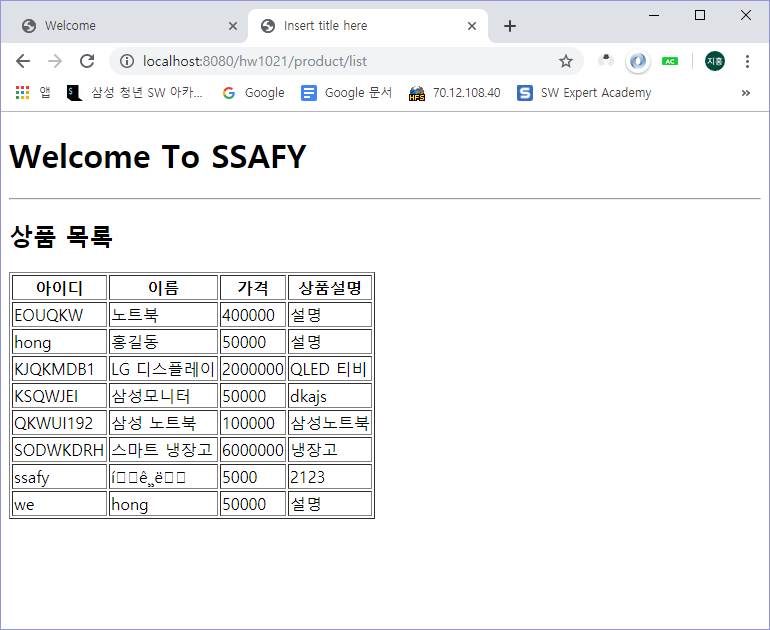 Welcome
Insert title here
localhost:8080/hw1021/product/list
AC
지홍
앱
삼성 청년 SW 아카...
Google
Google 문서
HFS
70.12.108.40
S
SW Expert Academy
Welcome To SSAFY
상품 목록
아이디 이름 가격 상품설명
EOUQKW 노트북 400000 설명
hong 홍길동 50000 설명
KJQKMDB1 LG 디스플레이 2000000 QLED 티비
KSQWJEI 삼성모니터 50000 dkajs
QKWUI192 삼성 노트북 100000 삼성노트북
SODWKDRH 스마트 냉장고 6000000 냉장고
ssafy 5000 2123
we hong 50000 설명